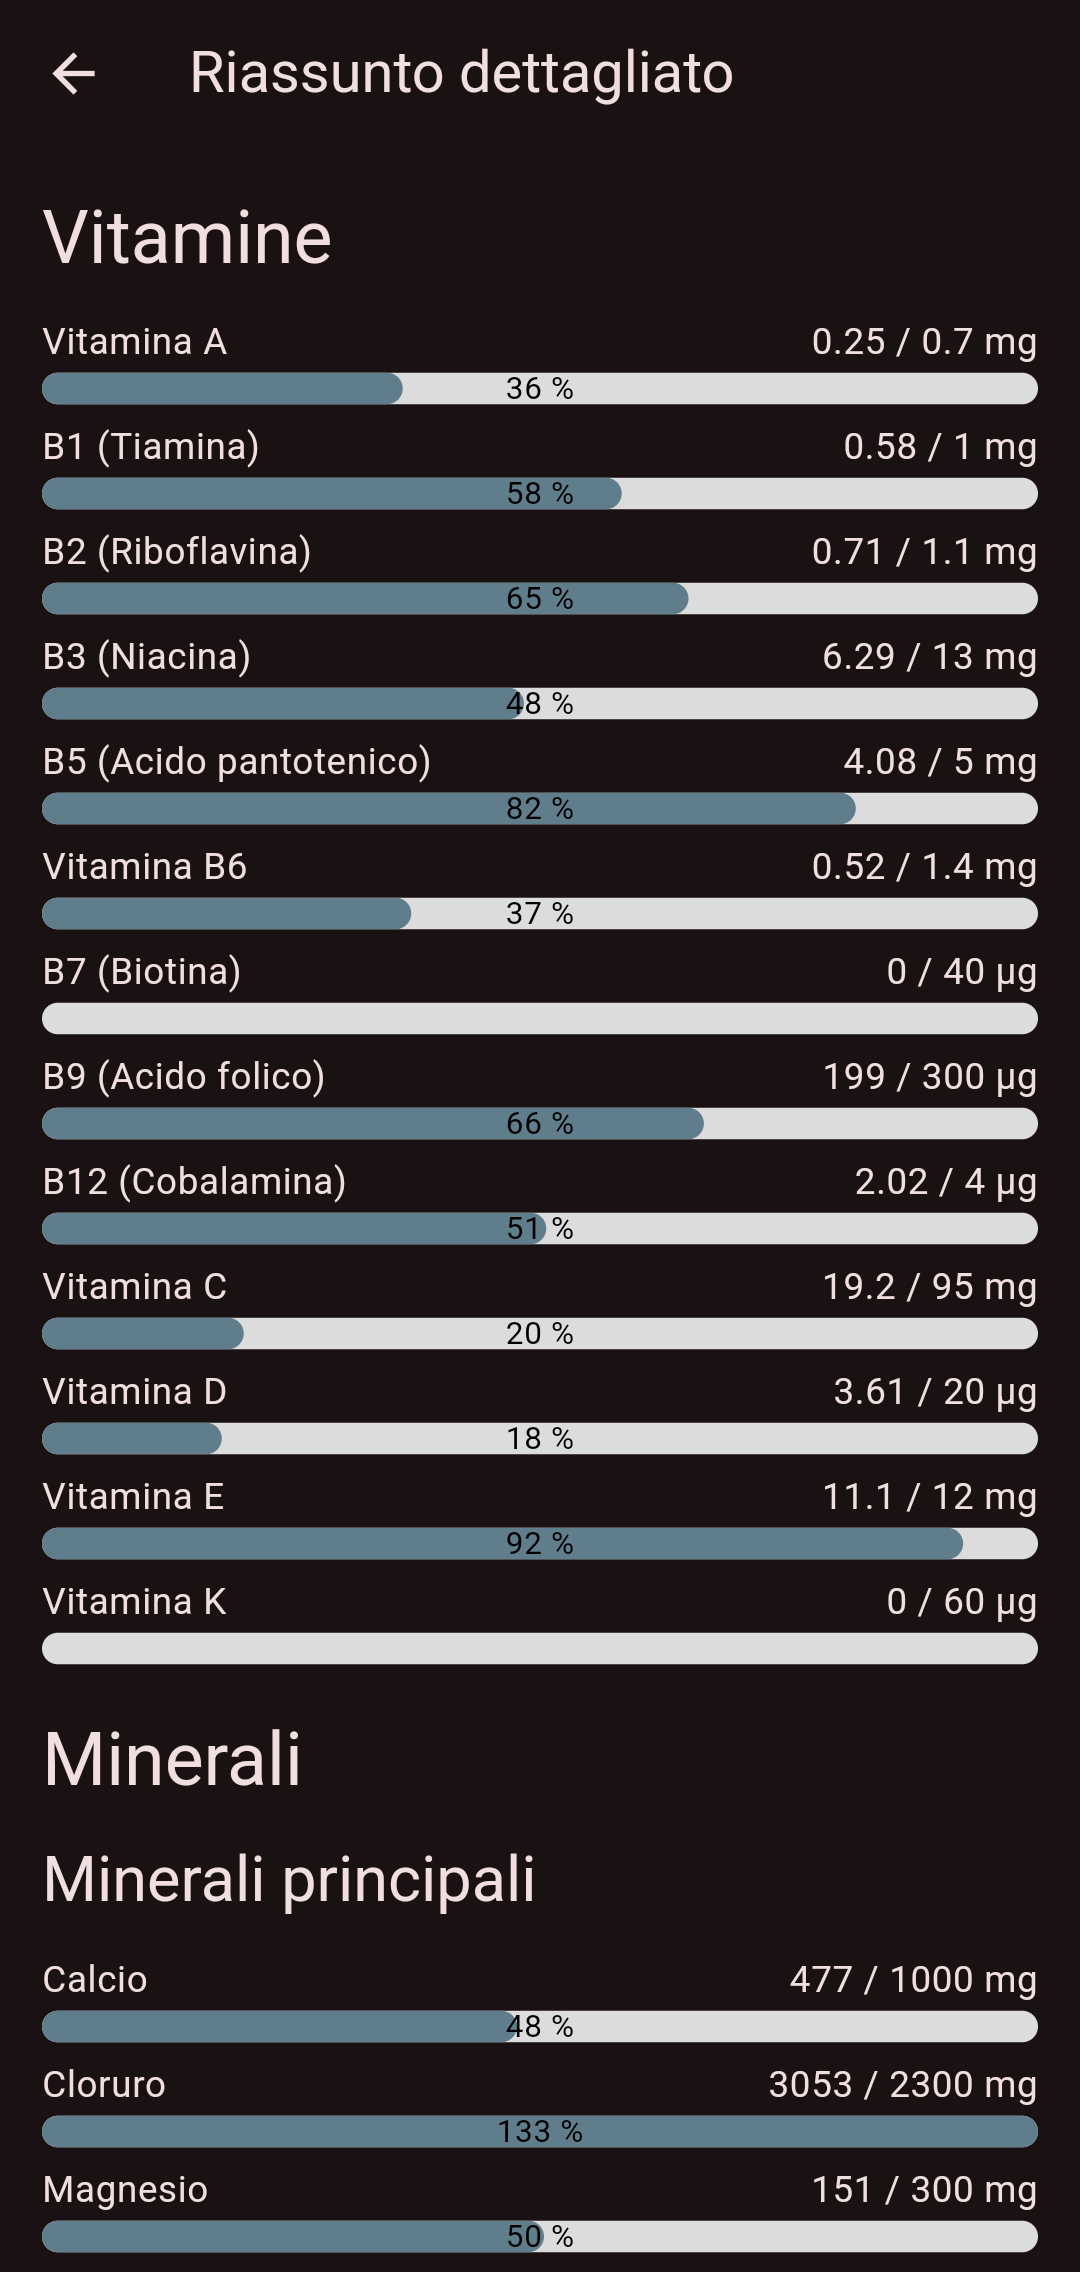 Riassunto dettagliato
Vitamine
Vitamina A 0.25 / 0.7 mg
36 %
B1 (Tiamina) 0.58 / 1 mg
58 %
B2 (Riboflavina) 0.71 / 1.1 mg
65 %
B3 (Niacina) 6.29 / 13 mg
48 %
B5 (Acido pantotenico) 4.08 / 5 mg
82 %
Vitamina B6 0.52 / 1.4 mg
37 %
B7 (Biotina) 0 / 40 µg
B9 (Acido folico) 199 / 300 µg
66 %
B12 (Cobalamina) 2.02 / 4 µg
51 %
Vitamina C 19.2 / 95 mg
20 %
Vitamina D 3.61 / 20 µg
18 %
Vitamina E 11.1 / 12 mg
92 %
Vitamina K 0 / 60 µg
Minerali
Minerali principali
Calcio 477 / 1000 mg
48 %
Cloruro 3053 / 2300 mg
133 %
Magnesio 151 / 300 mg
50 %